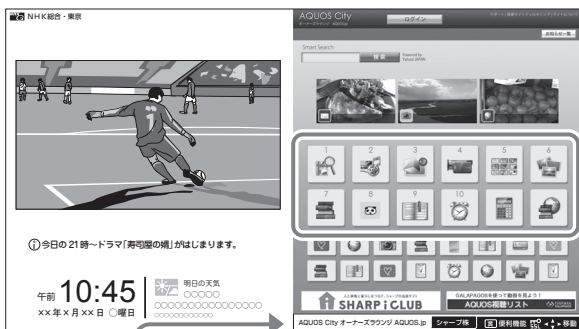 NHK総合・東京
1
今日の21時~ドラマ「寿司屋の娘」がはじまります。
午前 10:45
××年×月××日 ○曜日
明日の天気
○○○○○
○○○○○○○○○○○○○○○○○
○○○○○○○○○○○○
AQUOS City
オーナーズラウンジ AQUOS.jp
ログイン
お知らせ一覧
Smart Search
検索
Powered by
Yahoo! JAPAN
1 2 3 4 5 6
7 8 9 10
SHARP i CLUB
GALAPAGOSを使って動画を見よう!
AQUOS視聴リスト
AQUOS City オーナーズラウンジ AQUOS.jp
シャープ株
便利機能
移動